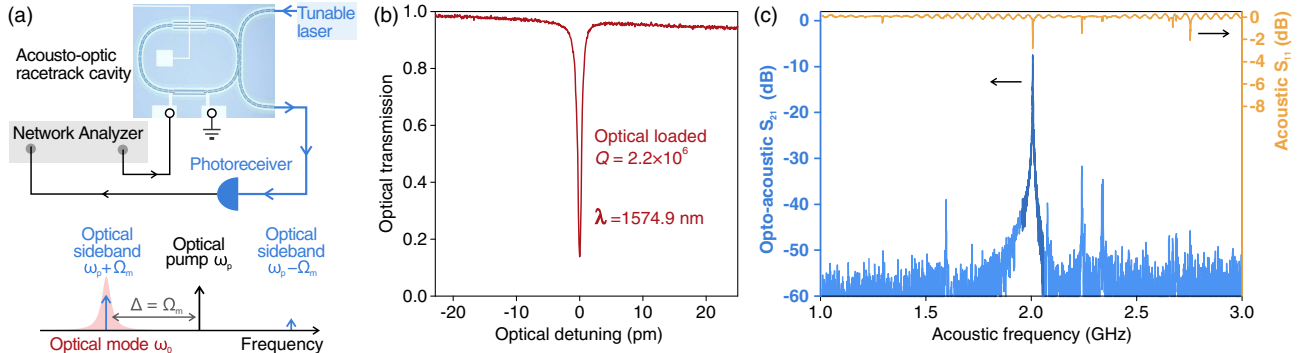 (a)
Tunable
laser
Acousto-optic
racetrack cavity
Network Analyzer
Photoreceiver
Optical
sideband
ωp+Ωm
Optical
pump ωp
Optical
sideband
ωp−Ωm
Δ = Ωm
Optical mode ω0
Frequency
(b)
Optical transmission
1.0
0.8
0.6
0.4
0.2
0.0
Optical loaded
Q = 2.2×10⁶
λ =1574.9 nm
-20
-10
0
10
20
Optical detuning (pm)
(c)
Opto-acoustic S21 (dB)
0
-10
-20
-30
-40
-50
-60
0
-2
-4
-6
-8
Acoustic S11 (dB)
1.0
1.5
2.0
2.5
3.0
Acoustic frequency (GHz)